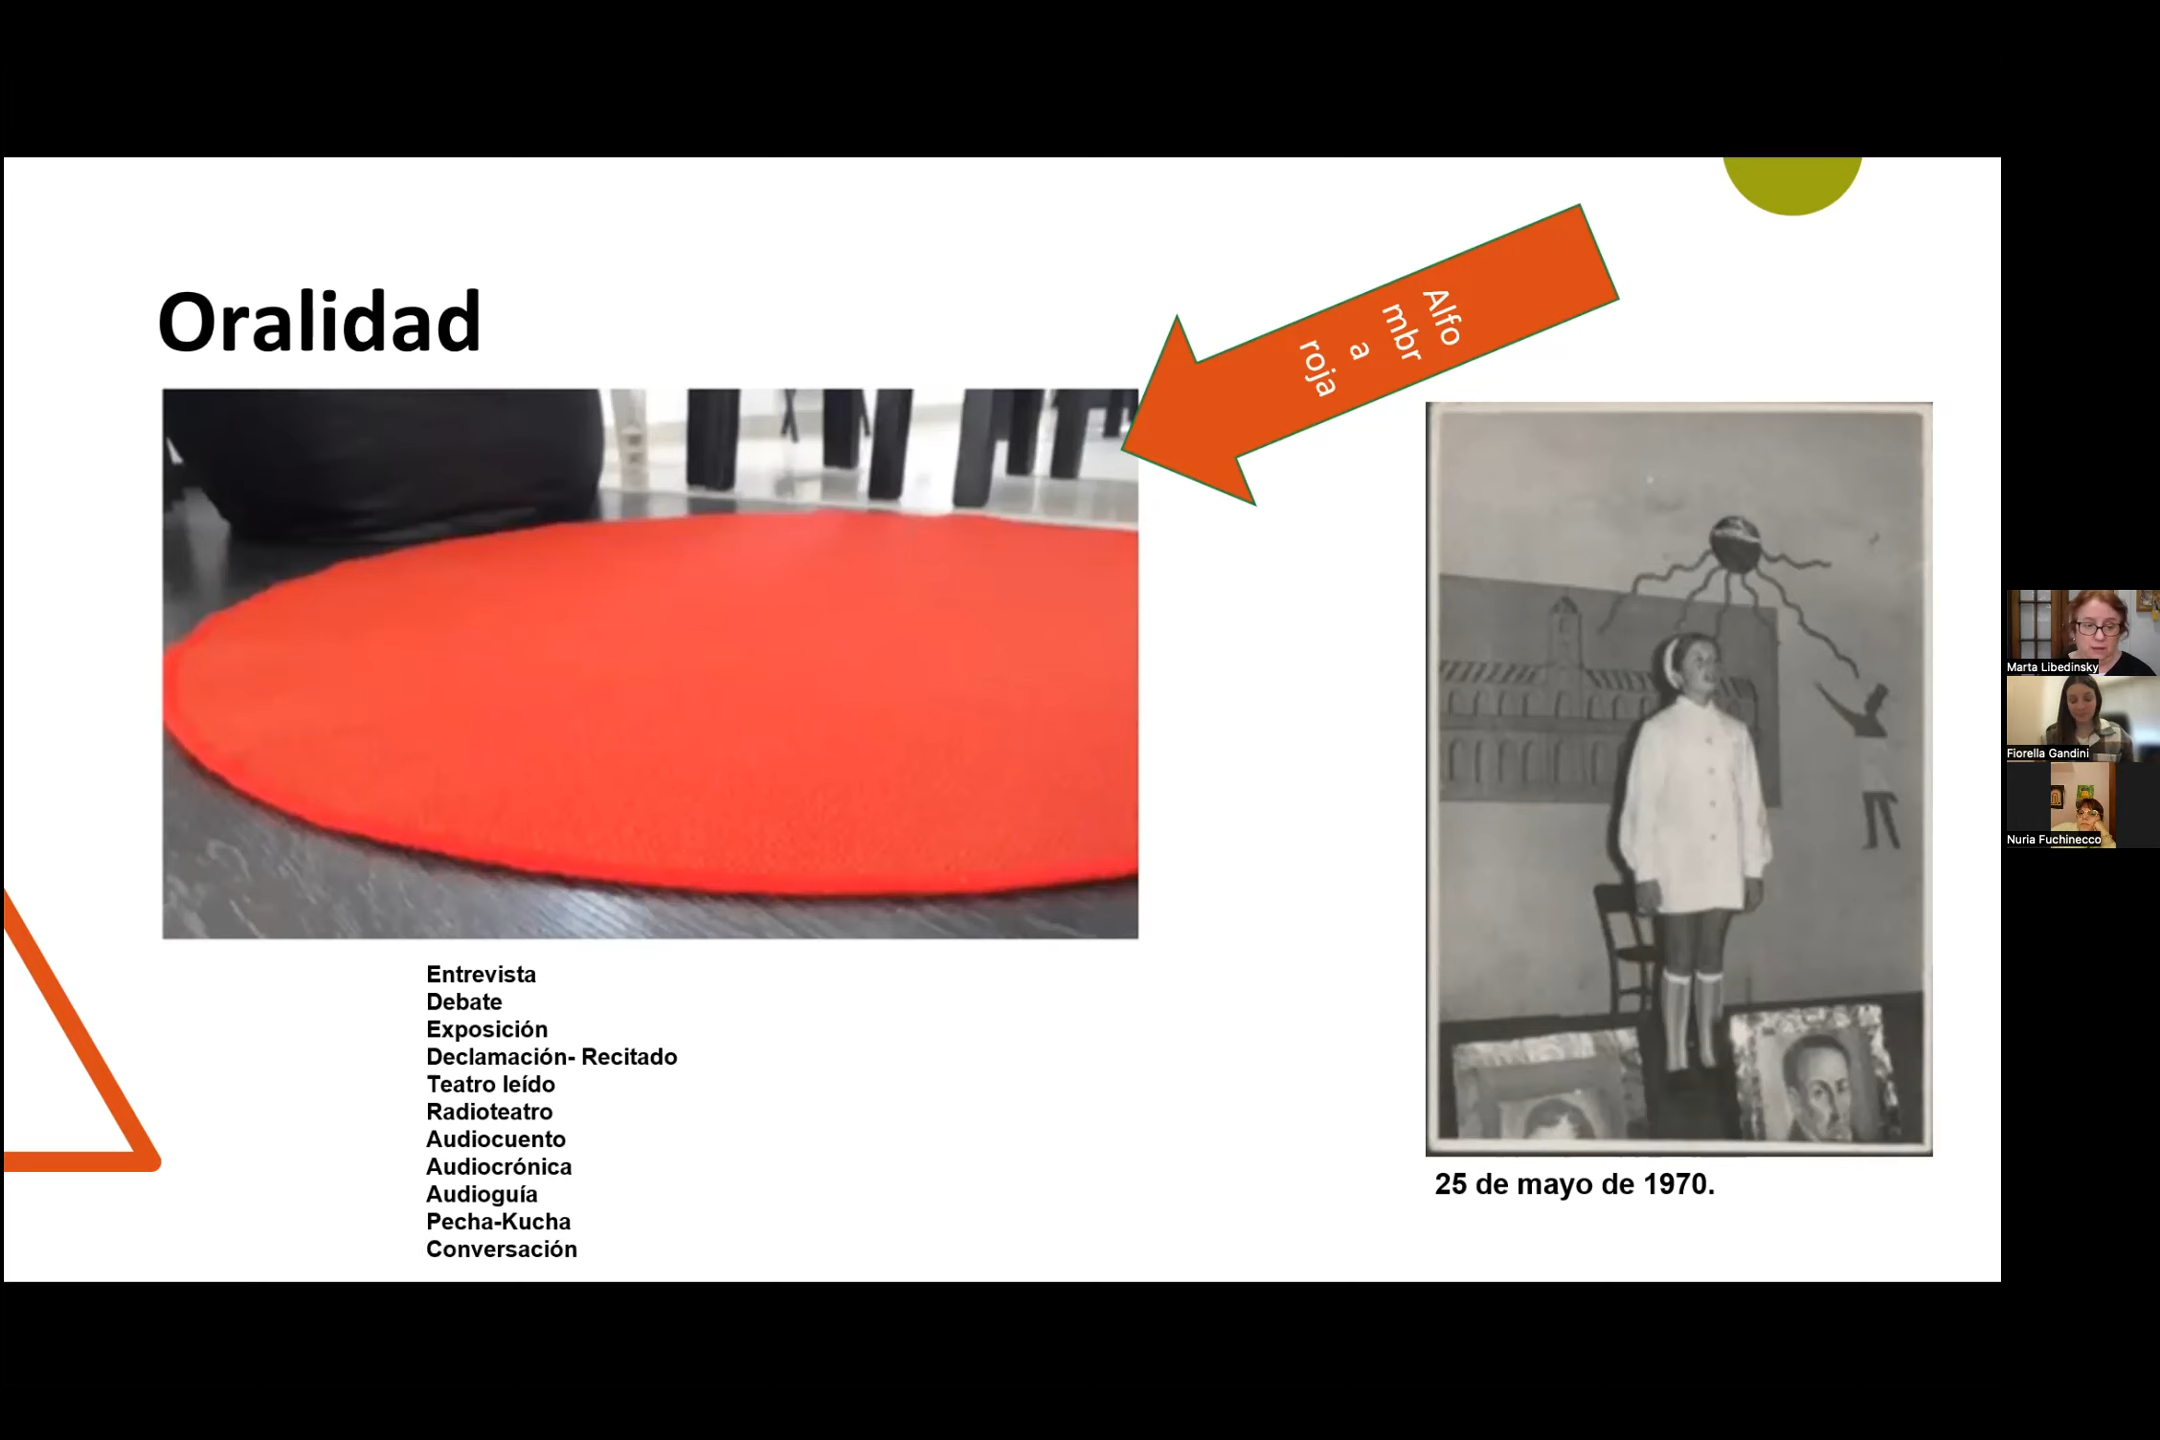 Oralidad
Alfo
mbr
a
roja
Entrevista
Debate
Exposición
Declamación- Recitado
Teatro leído
Radioteatro
Audiocuento
Audiocrónica
Audioguía
Pecha-Kucha
Conversación
25 de mayo de 1970.
Marta Libedinsky
Fiorella Gandini
Nuria Fuchinecco